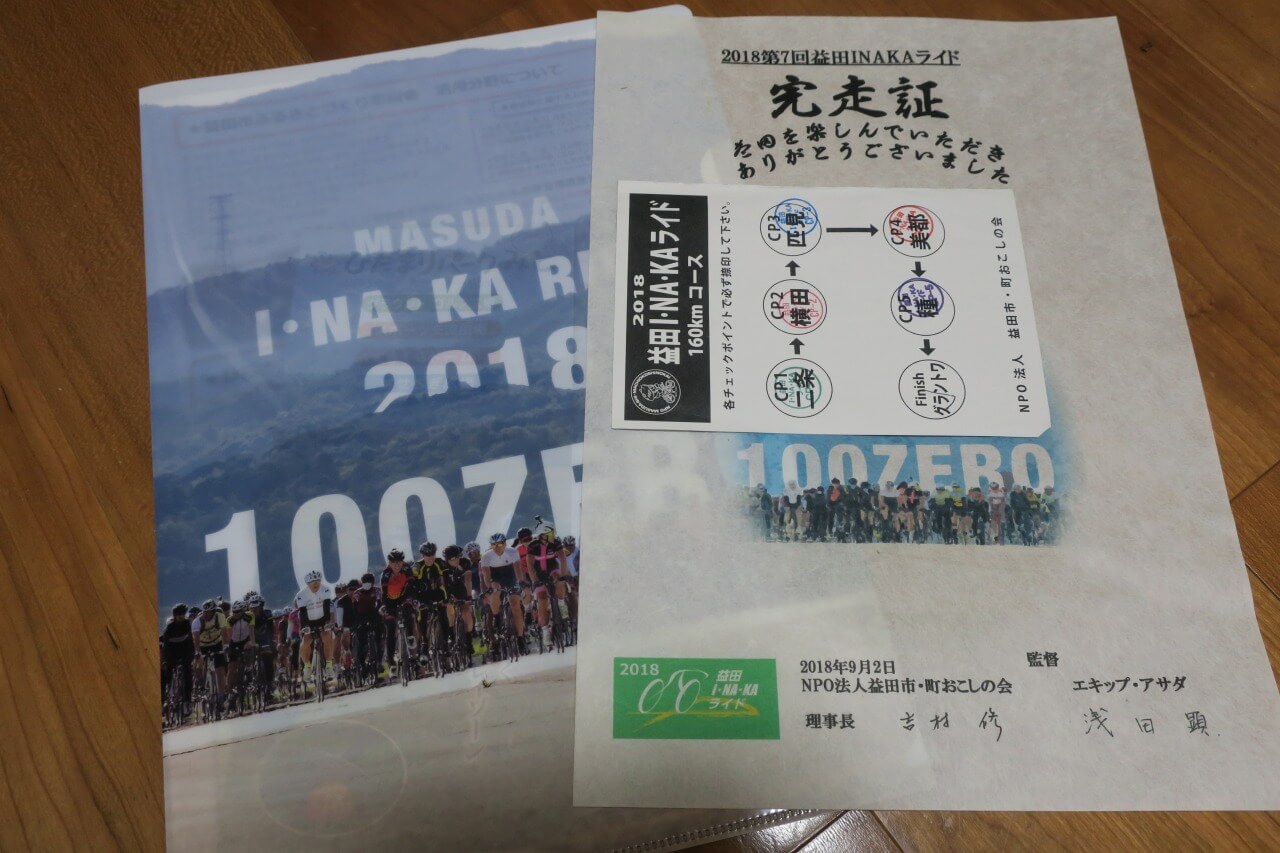 MASUDA
I・NA・KA RI
2018
100ZER
2018第7回益田INAKAライド
完走証
た田を楽しんでいただき
ありがとうございました
2018
益田I・NA・KAライド
160km コース
各チェックポイントで必ず捺印して下さい。
CP1
二条
CP2
横田
CP3
匹見
CP4
美都
CP5
種
Finish
グラントワ
NPO法人 益田市・町おこしの会
100ZERO
2018
益田
I・NA・KA
ライド
2018年9月2日
NPO法人益田市・町おこしの会
理事長 吉村 修
監督
エキップ・アサダ
浅田 顕